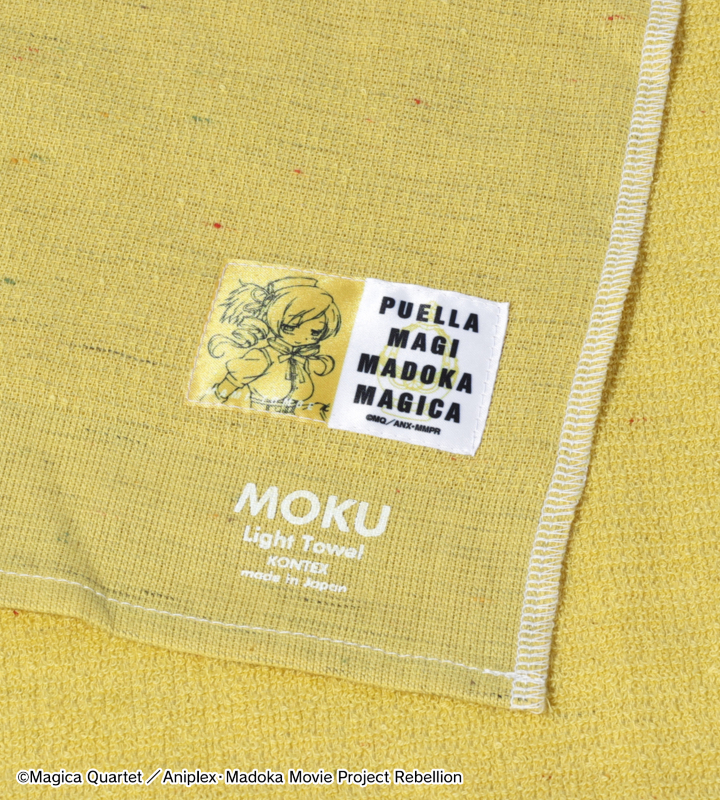 PUELLA
MAGI
MADOKA
MAGICA
©MQ／ANX・MMPR
MOKU
Light Towel
KONTEX
made in Japan
©Magica Quartet ／Aniplex・Madoka Movie Project Rebellion